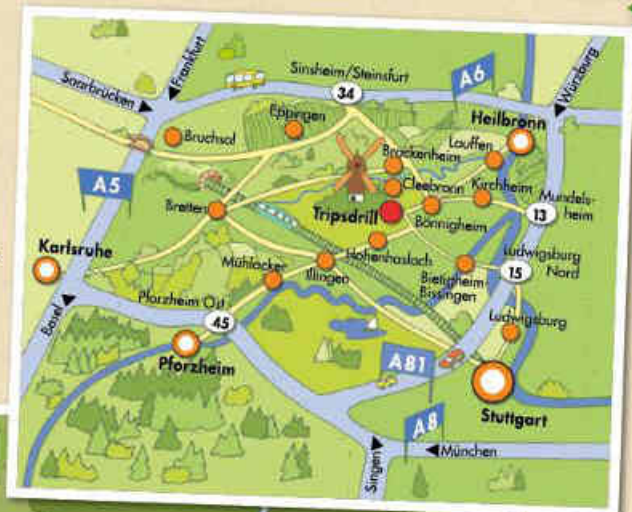 Saarbrücken
Frankfurt
Sinsheim/Steinsfurt
34
A6
Würzburg
Heilbronn
Eppingen
Bruchsal
Lauffen
Brackenheim
A5
Cleebronn
Kirchheim
Mundels-
heim
13
Bretten
Tripsdrill
Bönnigheim
Karlsruhe
Hohenhaslach
Ludwigsburg
Nord
15
Mühlacker
Illingen
Bietigheim-
Bissingen
Basel
Pforzheim Ost
45
Ludwigsburg
Pforzheim
A81
Stuttgart
A8
München
Singen